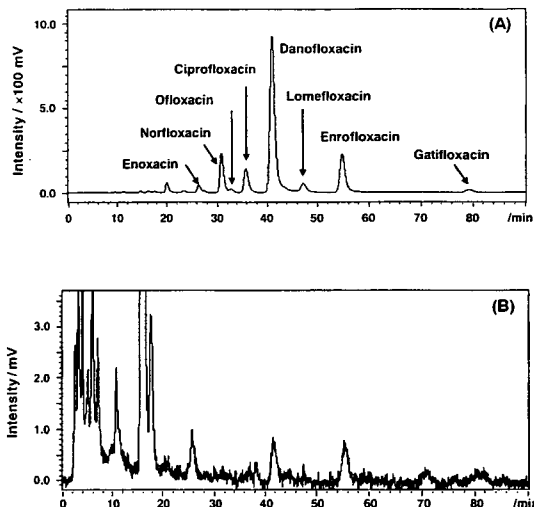 (A)
10.0
Danofloxacin
Ciprofloxacin
Ofloxacin
Lomefloxacin
5.0
Norfloxacin
Enrofloxacin
Enoxacin
Gatifloxacin
0.0
Intensity / ×100 mV
0 10 20 30 40 50 60 70 80 /min
(B)
3.0
2.0
1.0
0.0
Intensity / mV
0 10 20 30 40 50 60 70 80 /min